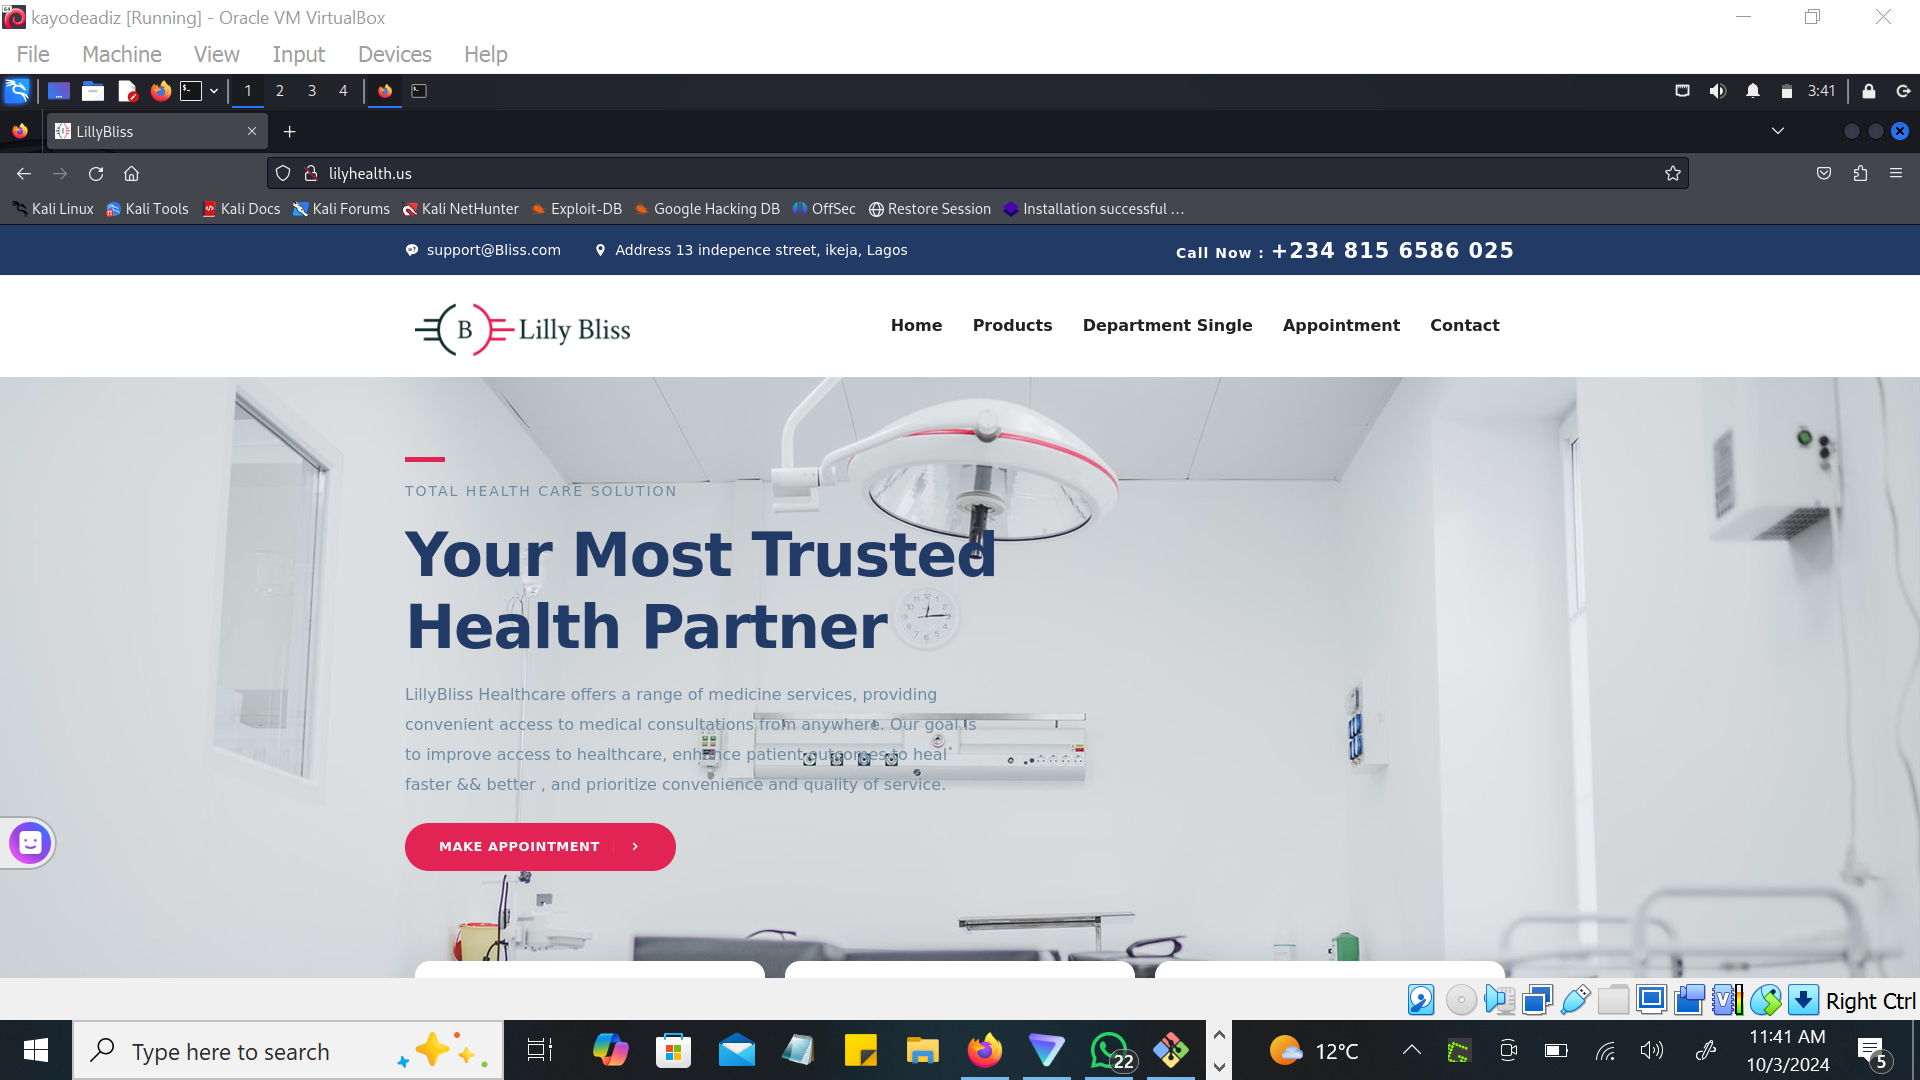 kayodeadiz [Running] - Oracle VM VirtualBox
File Machine View Input Devices Help
1 2 3 4 3:41
LillyBliss
lilyhealth.us
Kali Linux Kali Tools Kali Docs Kali Forums Kali NetHunter Exploit-DB Google Hacking DB OffSec Restore Session Installation successful ...
support@Bliss.com Address 13 indepence street, ikeja, Lagos Call Now : +234 815 6586 025
B Lilly Bliss Home Products Department Single Appointment Contact
TOTAL HEALTH CARE SOLUTION
Your Most Trusted
Health Partner
LillyBliss Healthcare offers a range of medicine services, providing
convenient access to medical consultations from anywhere. Our goal is
to improve access to healthcare, enhance patient outcomes to heal
faster && better , and prioritize convenience and quality of service.
MAKE APPOINTMENT
Right Ctrl
Type here to search 22 12°C 11:41 AM
10/3/2024 5